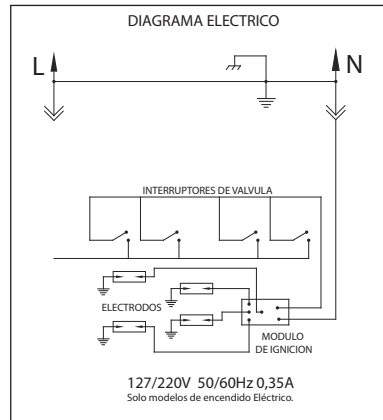 DIAGRAMA ELECTRICO
L
N
INTERRUPTORES DE VALVULA
ELECTRODOS
MODULO
DE IGNICION
127/220V 50/60Hz 0,35A
Solo modelos de encendido Eléctrico.